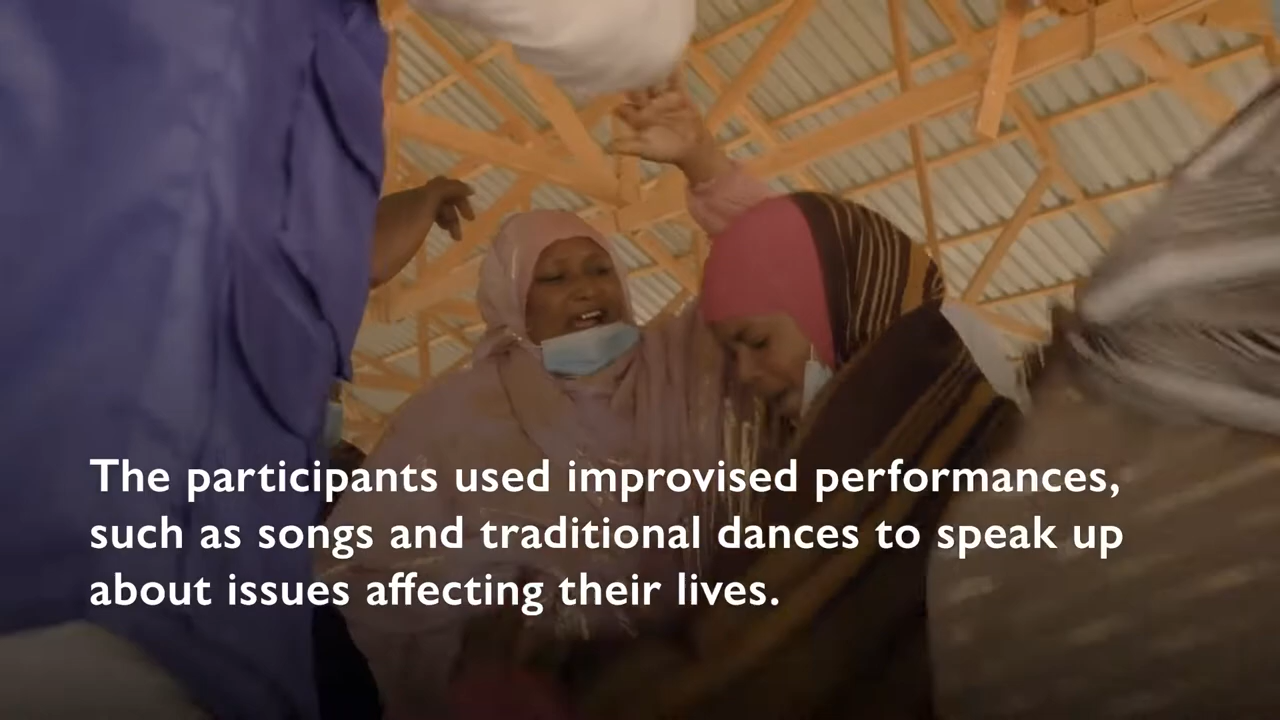 The participants used improvised performances,
such as songs and traditional dances to speak up
about issues affecting their lives.